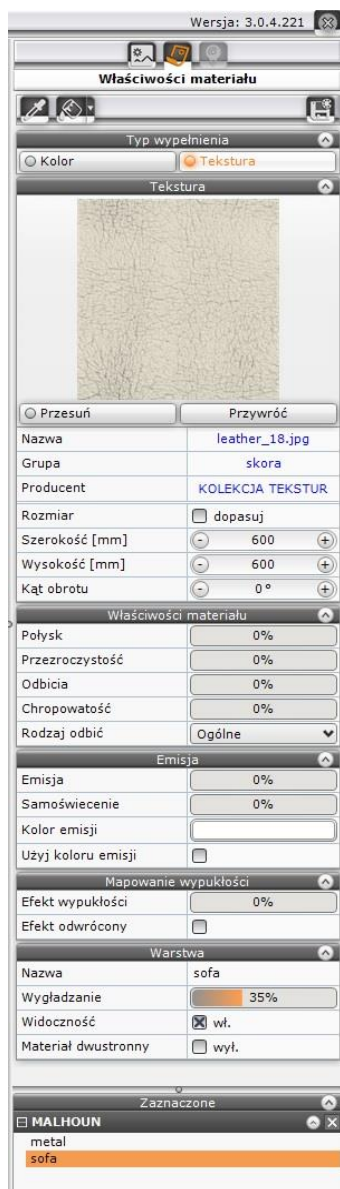 Wersja: 3.0.4.221
Właściwości materiału
Typ wypełnienia
Kolor Tekstura
Tekstura
Przesuń Przywróć
Nazwa leather_18.jpg
Grupa skora
Producent KOLEKCJA TEKSTUR
Rozmiar dopasuj
Szerokość [mm] - 600 +
Wysokość [mm] - 600 +
Kąt obrotu - 0 ° +
Właściwości materiału
Połysk 0%
Przezroczystość 0%
Odbicia 0%
Chropowatość 0%
Rodzaj odbić Ogólne
Emisja
Emisja 0%
Samoświecenie 0%
Kolor emisji
Użyj koloru emisji
Mapowanie wypukłości
Efekt wypukłości 0%
Efekt odwrócony
Warstwa
Nazwa sofa
Wygładzanie 35%
Widoczność wł.
Materiał dwustronny wył.
Zaznaczone
MALHOUN
metal
sofa